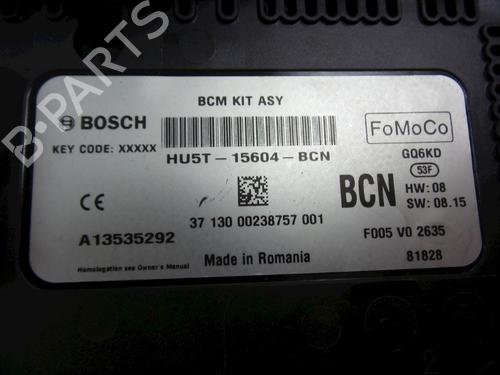 B-PARTS
BCM KIT ASY
BOSCH
KEY CODE: XXXXX
HU5T-15604-BCN
FoMoCo
GQ6KD
53F
BCN
HW: 08
SW: 08.15
CE
37 130 00238757 001
A13535292
F005 V0 2635
Made in Romania
81828
Homologation see Owner's Manual